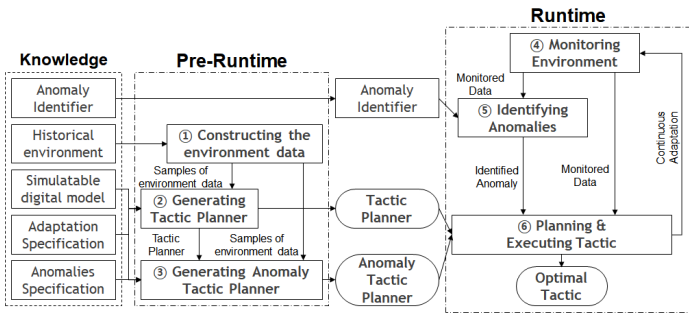 Runtime
Knowledge
Pre-Runtime
④ Monitoring
Environment
Anomaly
Identifier
Anomaly
Identifier
Monitored
Data
⑤ Identifying
Anomalies
Continuous
Adaptation
Historical
environment
① Constructing the
environment data
Samples of
environment data
Identified
Anomaly
Monitored
Data
Simulatable
digital model
② Generating
Tactic Planner
Tactic
Planner
Adaptation
Specification
Tactic
Planner
Samples of
environment data
⑥ Planning &
Executing Tactic
Anomalies
Specification
③ Generating Anomaly
Tactic Planner
Anomaly
Tactic
Planner
Optimal
Tactic